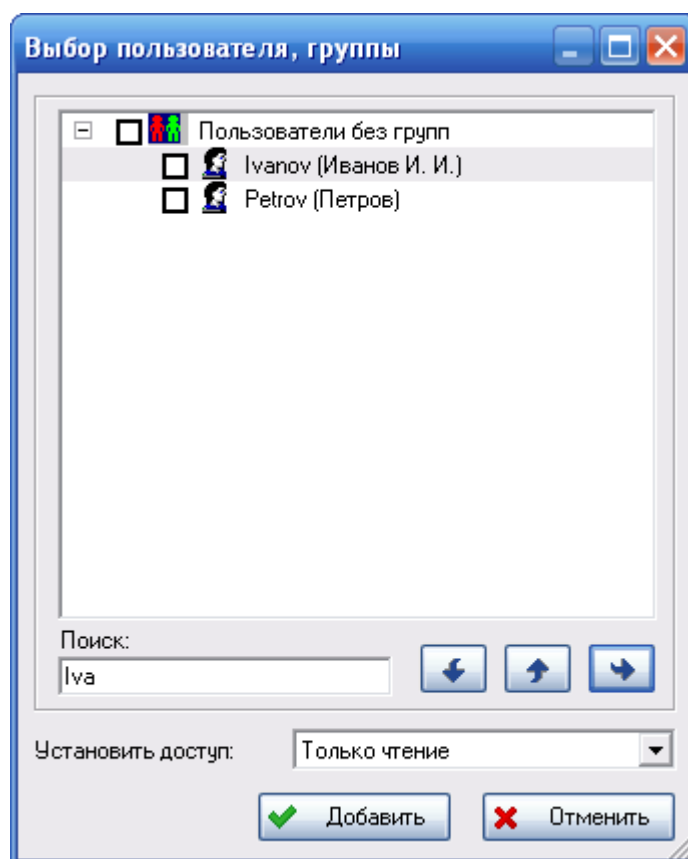 Выбор пользователя, группы
Пользователи без групп
Ivanov (Иванов И. И.)
Petrov (Петров)
Поиск:
Iva
Установить доступ: Только чтение
Добавить Отменить